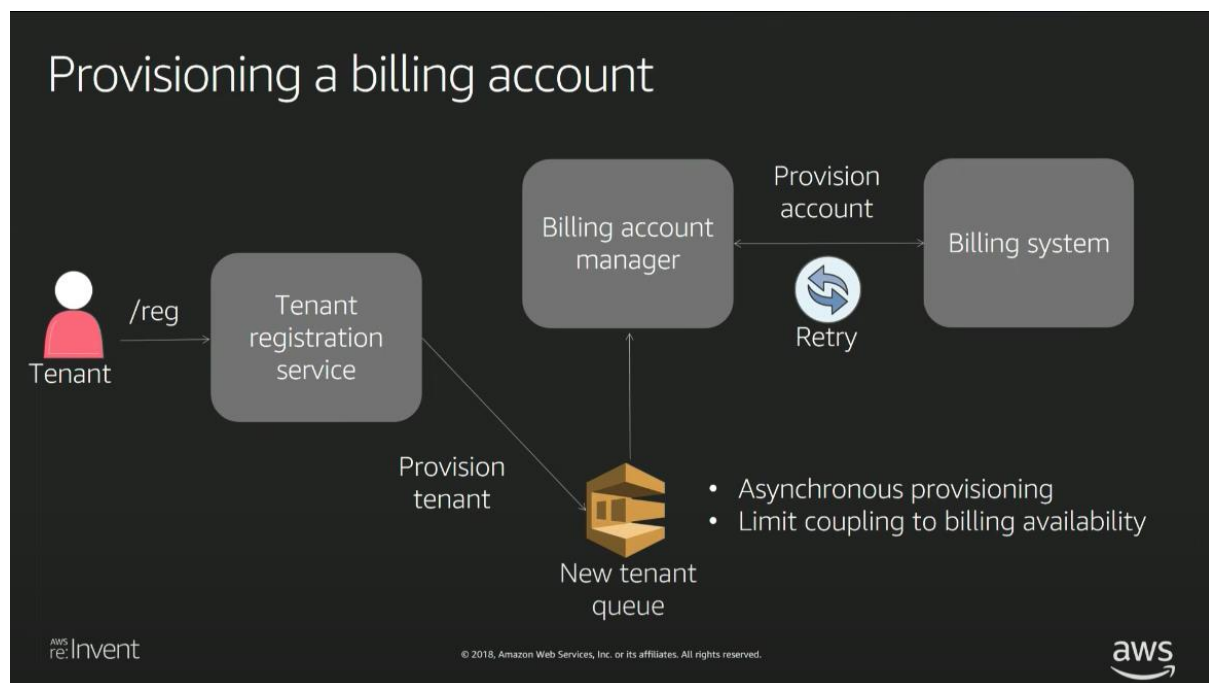 Provisioning a billing account
Tenant
/reg
Tenant
registration
service
Provision
tenant
New tenant
queue
Billing account
manager
Provision
account
Retry
Billing system
• Asynchronous provisioning
• Limit coupling to billing availability
AWS
re:Invent
© 2018, Amazon Web Services, Inc. or its affiliates. All rights reserved.
aws